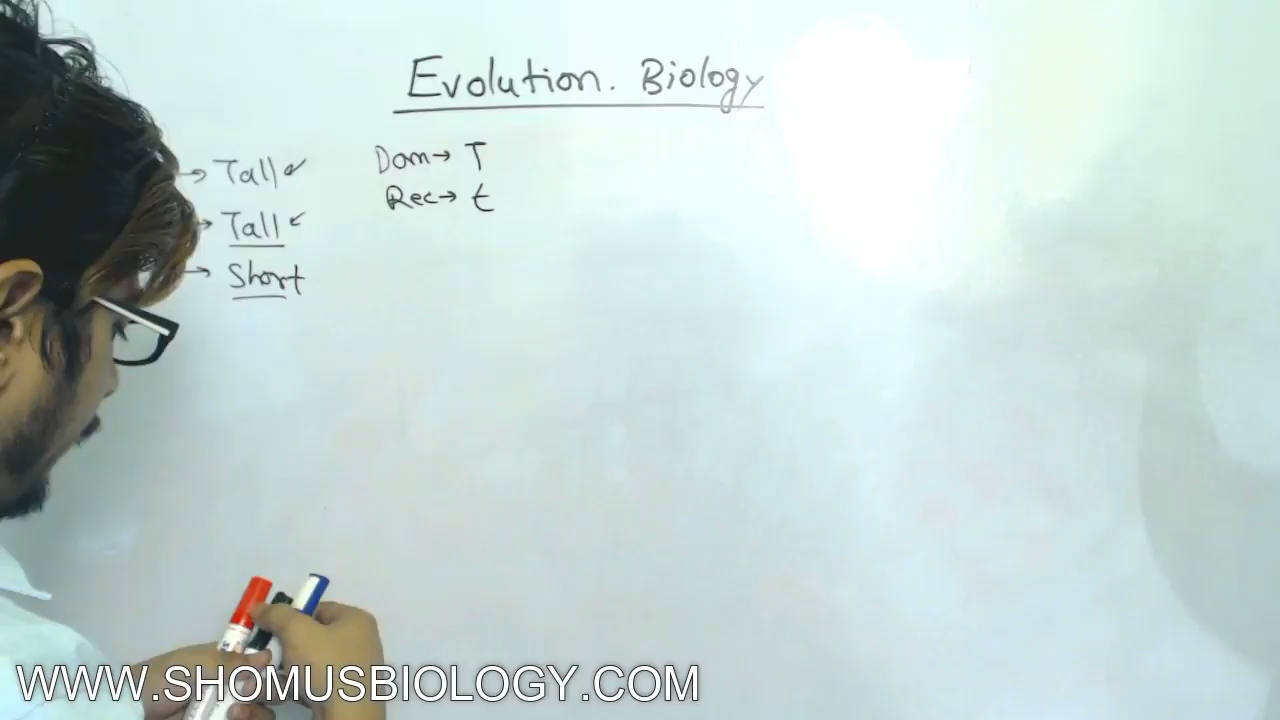 Evolution. Biology
Dom→ T
Rec→ t
→ Tall ✓
→ Tall ✓
→ Short
WWW.SHOMUSBIOLOGY.COM